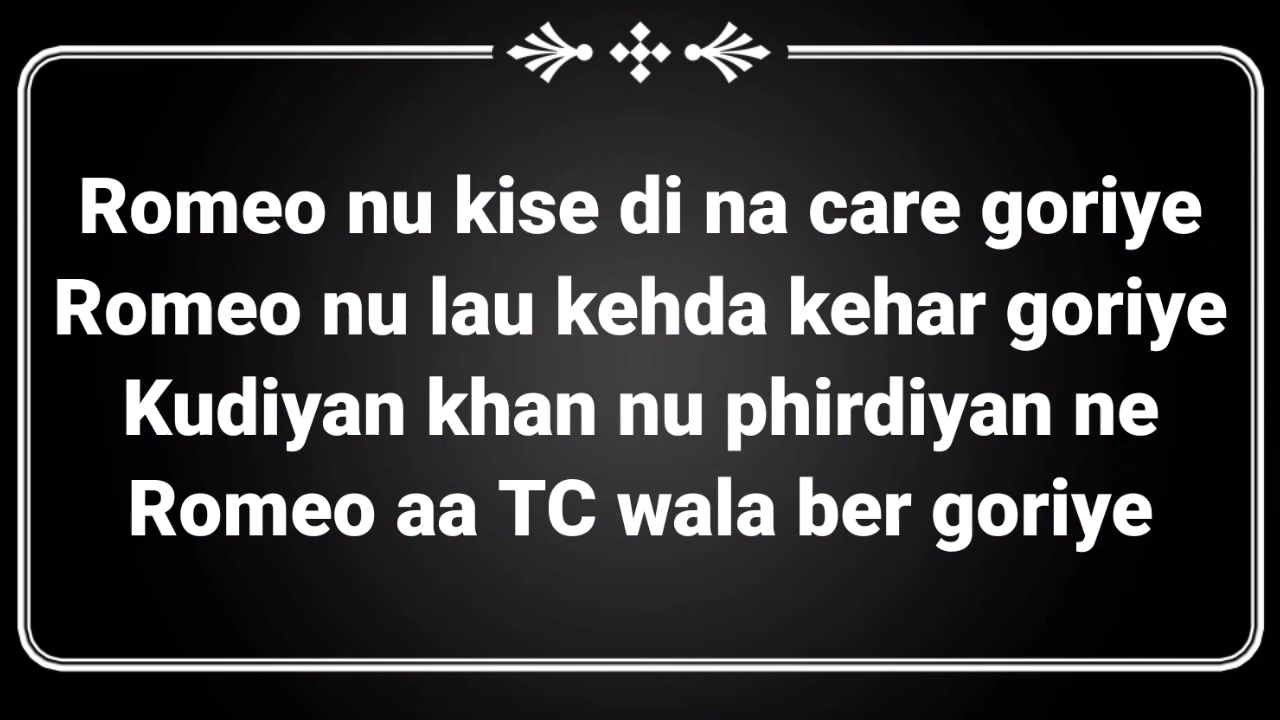 Romeo nu kise di na care goriye
Romeo nu lau kehda kehar goriye
Kudiyan khan nu phirdiyan ne
Romeo aa TC wala ber goriye